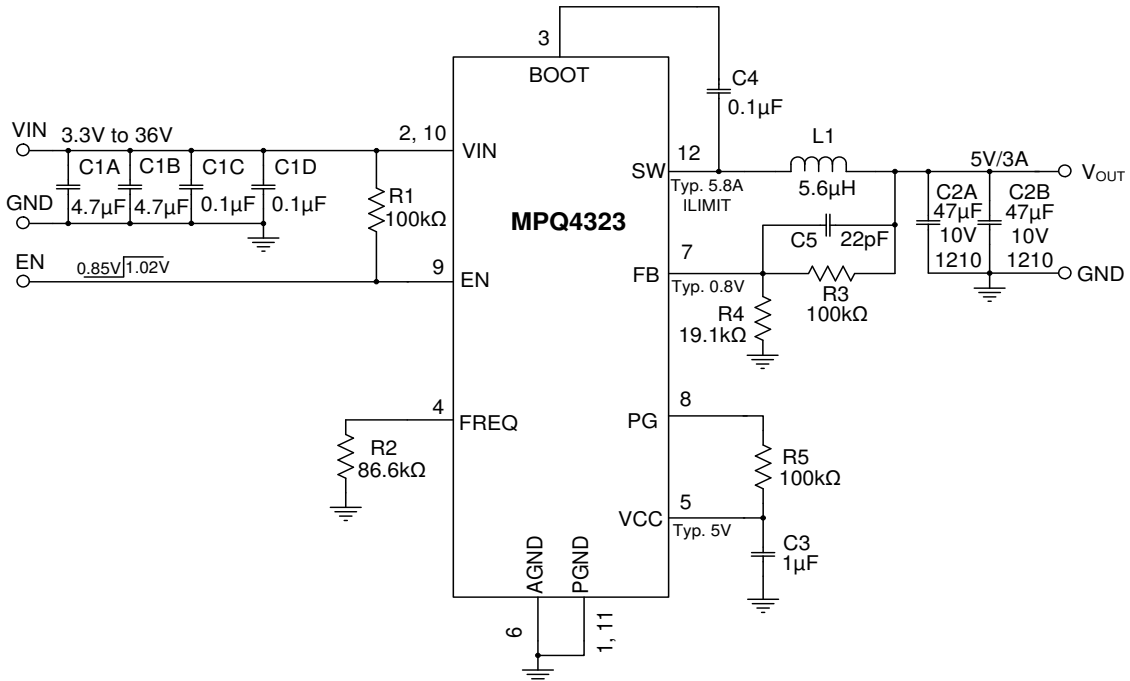 3
BOOT
C4
0.1µF
VIN
3.3V to 36V
2, 10
VIN
C1A
C1B
C1C
C1D
4.7µF
4.7µF
0.1µF
0.1µF
GND
R1
100kΩ
EN
0.85V
1.02V
9
EN
MPQ4323
12
SW
Typ. 5.8A
ILIMIT
L1
5.6µH
5V/3A
VOUT
C2A
47µF
10V
1210
C2B
47µF
10V
1210
GND
C5
22pF
7
FB
Typ. 0.8V
R3
100kΩ
R4
19.1kΩ
4
FREQ
R2
86.6kΩ
8
PG
R5
100kΩ
5
VCC
Typ. 5V
C3
1µF
AGND
PGND
6
1, 11